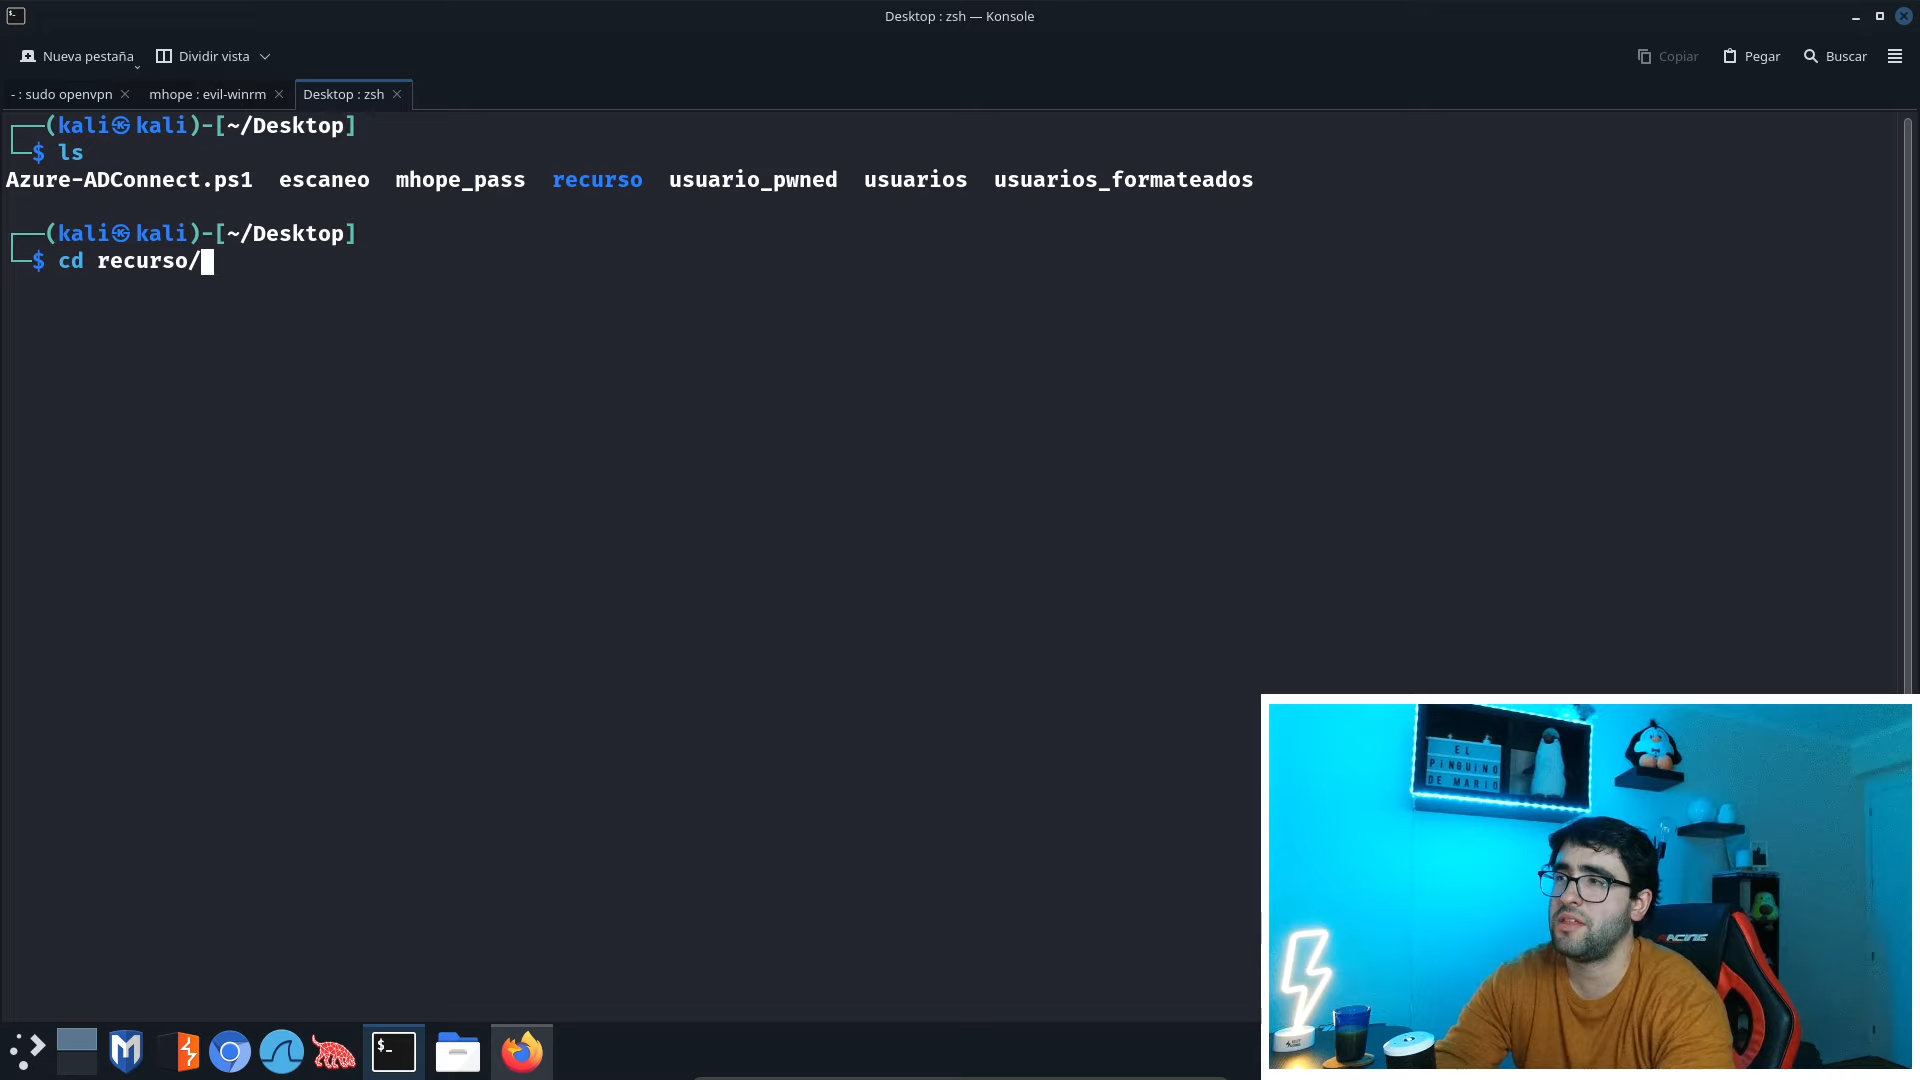 Desktop : zsh — Konsole
Nueva pestaña
Dividir vista
Copiar
Pegar
Buscar
- : sudo openvpn
mhope : evil-winrm
Desktop : zsh
┌──(kali㉿kali)-[~/Desktop]
└─$ ls
Azure-ADConnect.ps1 escaneo mhope_pass recurso usuario_pwned usuarios usuarios_formateados
┌──(kali㉿kali)-[~/Desktop]
└─$ cd recurso/
$_
EL
PINGUINO
DE MARIO
RACING